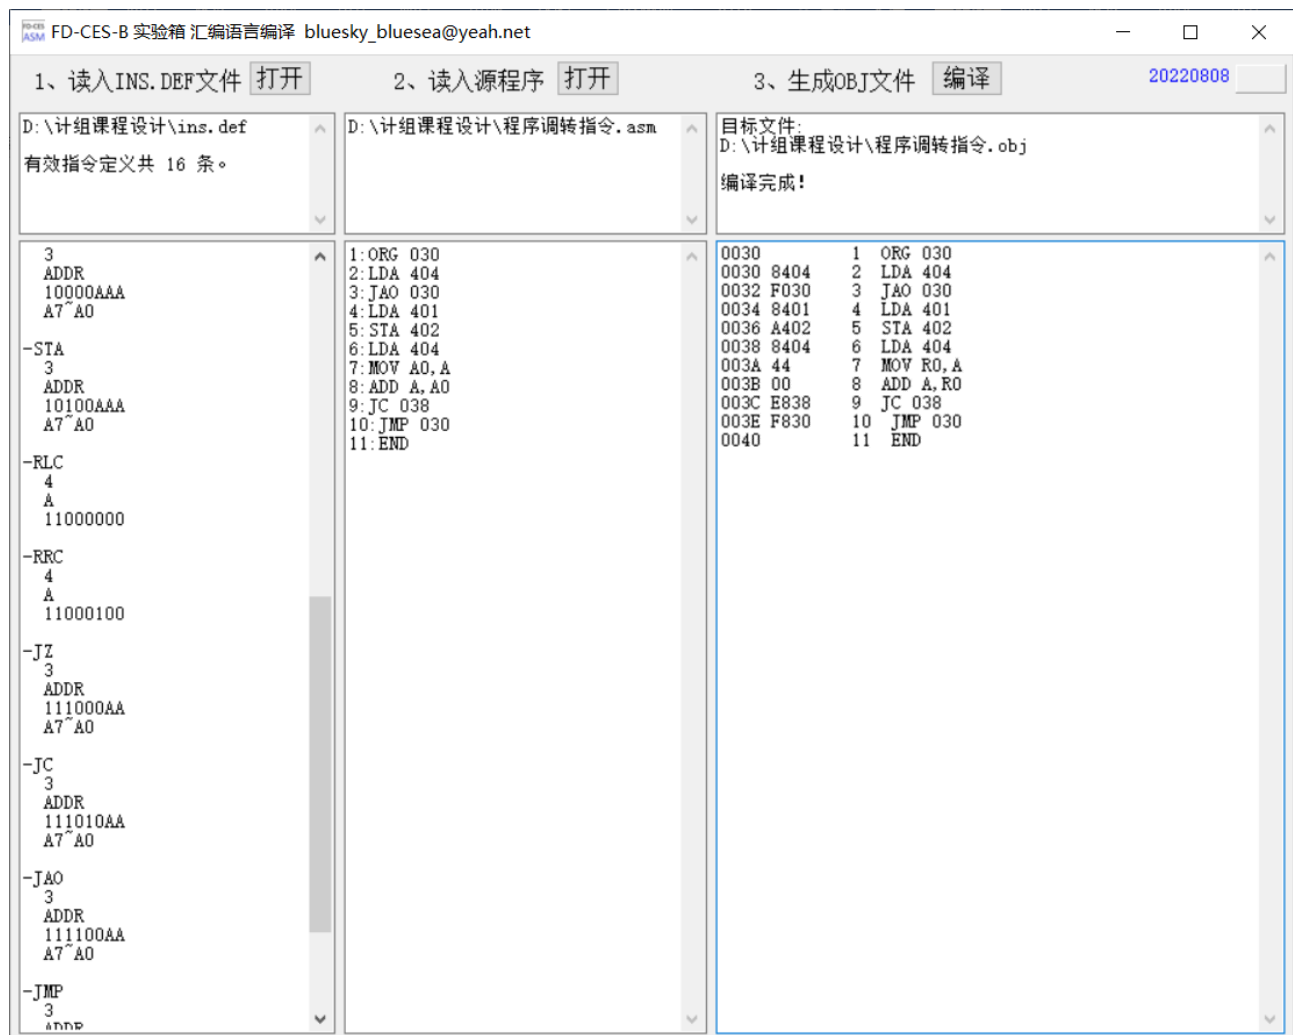 FD-CES ASM FD-CES-B 实验箱 汇编语言编译 bluesky_bluesea@yeah.net
1、读入INS.DEF文件 打开 2、读入源程序 打开 3、生成OBJ文件 编译 20220808
D:\计组课程设计\ins.def
有效指令定义共 16 条。
D:\计组课程设计\程序调转指令.asm
目标文件:
D:\计组课程设计\程序调转指令.obj
编译完成!
3
ADDR
10000AAA
A7~A0
-STA
3
ADDR
10100AAA
A7~A0
-RLC
4
A
11000000
-RRC
4
A
11000100
-JZ
3
ADDR
111000AA
A7~A0
-JC
3
ADDR
111010AA
A7~A0
-JAO
3
ADDR
111100AA
A7~A0
-JMP
3
ADDR
1:ORG 030
2:LDA 404
3:JAO 030
4:LDA 401
5:STA 402
6:LDA 404
7:MOV A0,A
8:ADD A,A0
9:JC 038
10:JMP 030
11:END
0030 1 ORG 030
0030 8404 2 LDA 404
0032 F030 3 JAO 030
0034 8401 4 LDA 401
0036 A402 5 STA 402
0038 8404 6 LDA 404
003A 44 7 MOV R0,A
003B 00 8 ADD A,R0
003C E838 9 JC 038
003E F830 10 JMP 030
0040 11 END